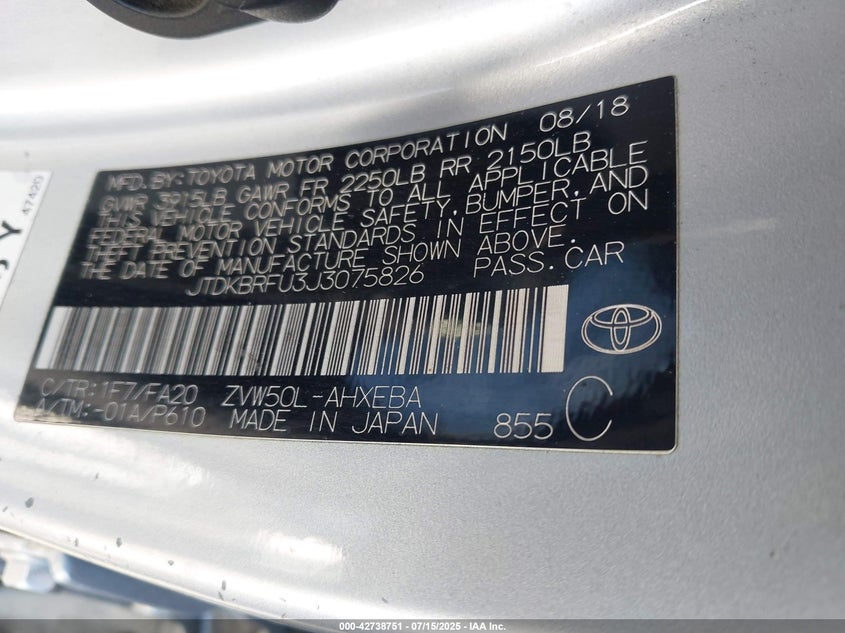 MFD.BY:TOYOTA MOTOR CORPORATION 08/18
GVWR 3915LB GAWR FR 2250LB RR 2150LB
THIS VEHICLE CONFORMS TO ALL APPLICABLE
FEDERAL MOTOR VEHICLE SAFETY, BUMPER, AND
THEFT PREVENTION STANDARDS IN EFFECT ON
THE DATE OF MANUFACTURE SHOWN ABOVE.
JTDKBRFU3J3075826 PASS.CAR
C/TR:1F7/FA20 ZVW50L-AHXEBA
A/TM:-01A/P610 MADE IN JAPAN 855 C
47420
000-42738751 | 07/15/2025 - IAA Inc.